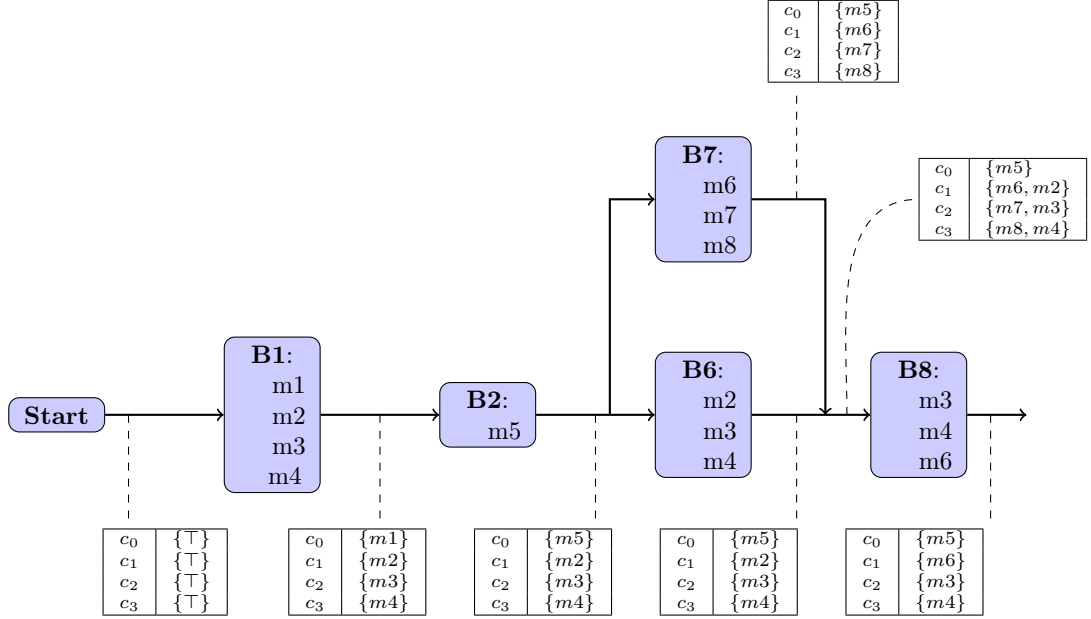 c₀ {m5}
c₁ {m6}
c₂ {m7}
c₃ {m8}
B7:
m6
m7
m8
c₀ {m5}
c₁ {m6, m2}
c₂ {m7, m3}
c₃ {m8, m4}
Start
B1:
m1
m2
m3
m4
B2:
m5
B6:
m2
m3
m4
B8:
m3
m4
m6
c₀ {⊤}
c₁ {⊤}
c₂ {⊤}
c₃ {⊤}
c₀ {m1}
c₁ {m2}
c₂ {m3}
c₃ {m4}
c₀ {m5}
c₁ {m2}
c₂ {m3}
c₃ {m4}
c₀ {m5}
c₁ {m2}
c₂ {m3}
c₃ {m4}
c₀ {m5}
c₁ {m6}
c₂ {m3}
c₃ {m4}